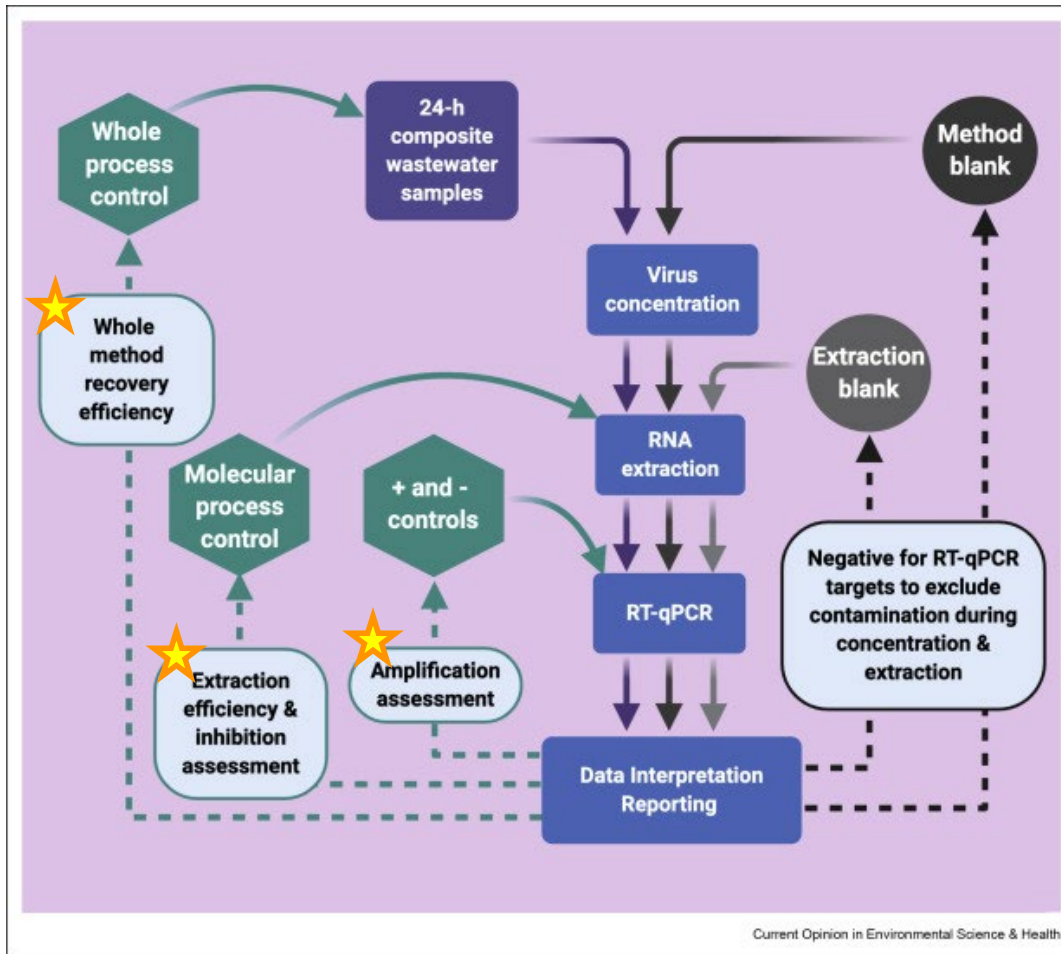 Whole
process
control
24-h
composite
wastewater
samples
Method
blank
Virus
concentration
Whole
method
recovery
efficiency
Extraction
blank
RNA
extraction
Molecular
process
control
+ and -
controls
Negative for RT-qPCR
targets to exclude
contamination during
concentration &
extraction
RT-qPCR
Extraction
efficiency &
inhibition
assessment
Amplification
assessment
Data Interpretation
Reporting
Current Opinion in Environmental Science & Health